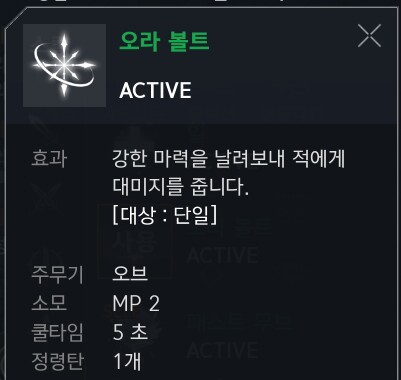 오라 볼트
ACTIVE
효과 강한 마력을 날려보내 적에게
대미지를 줍니다.
[대상 : 단일]
주무기 오브
소모 MP 2
쿨타임 5 초
정령탄 1개
ACTIVE
ACTIVE